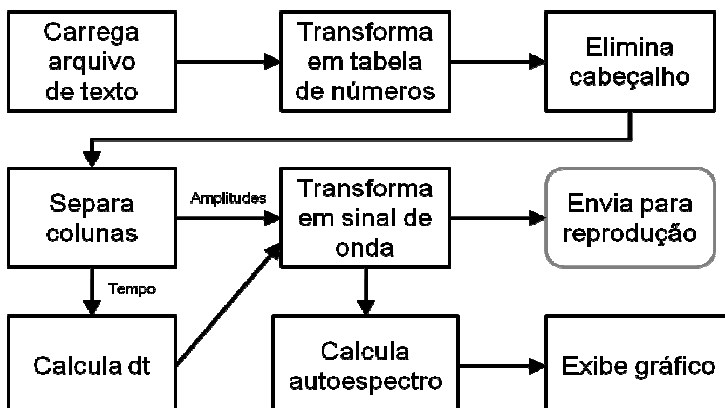 Carrega
arquivo
de texto
Transforma
em tabela
de números
Elimina
cabeçalho
Separa
colunas
Amplitudes
Transforma
em sinal de
onda
Envia para
reprodução
Tempo
Calcula dt
Calcula
autoespectro
Exibe gráfico